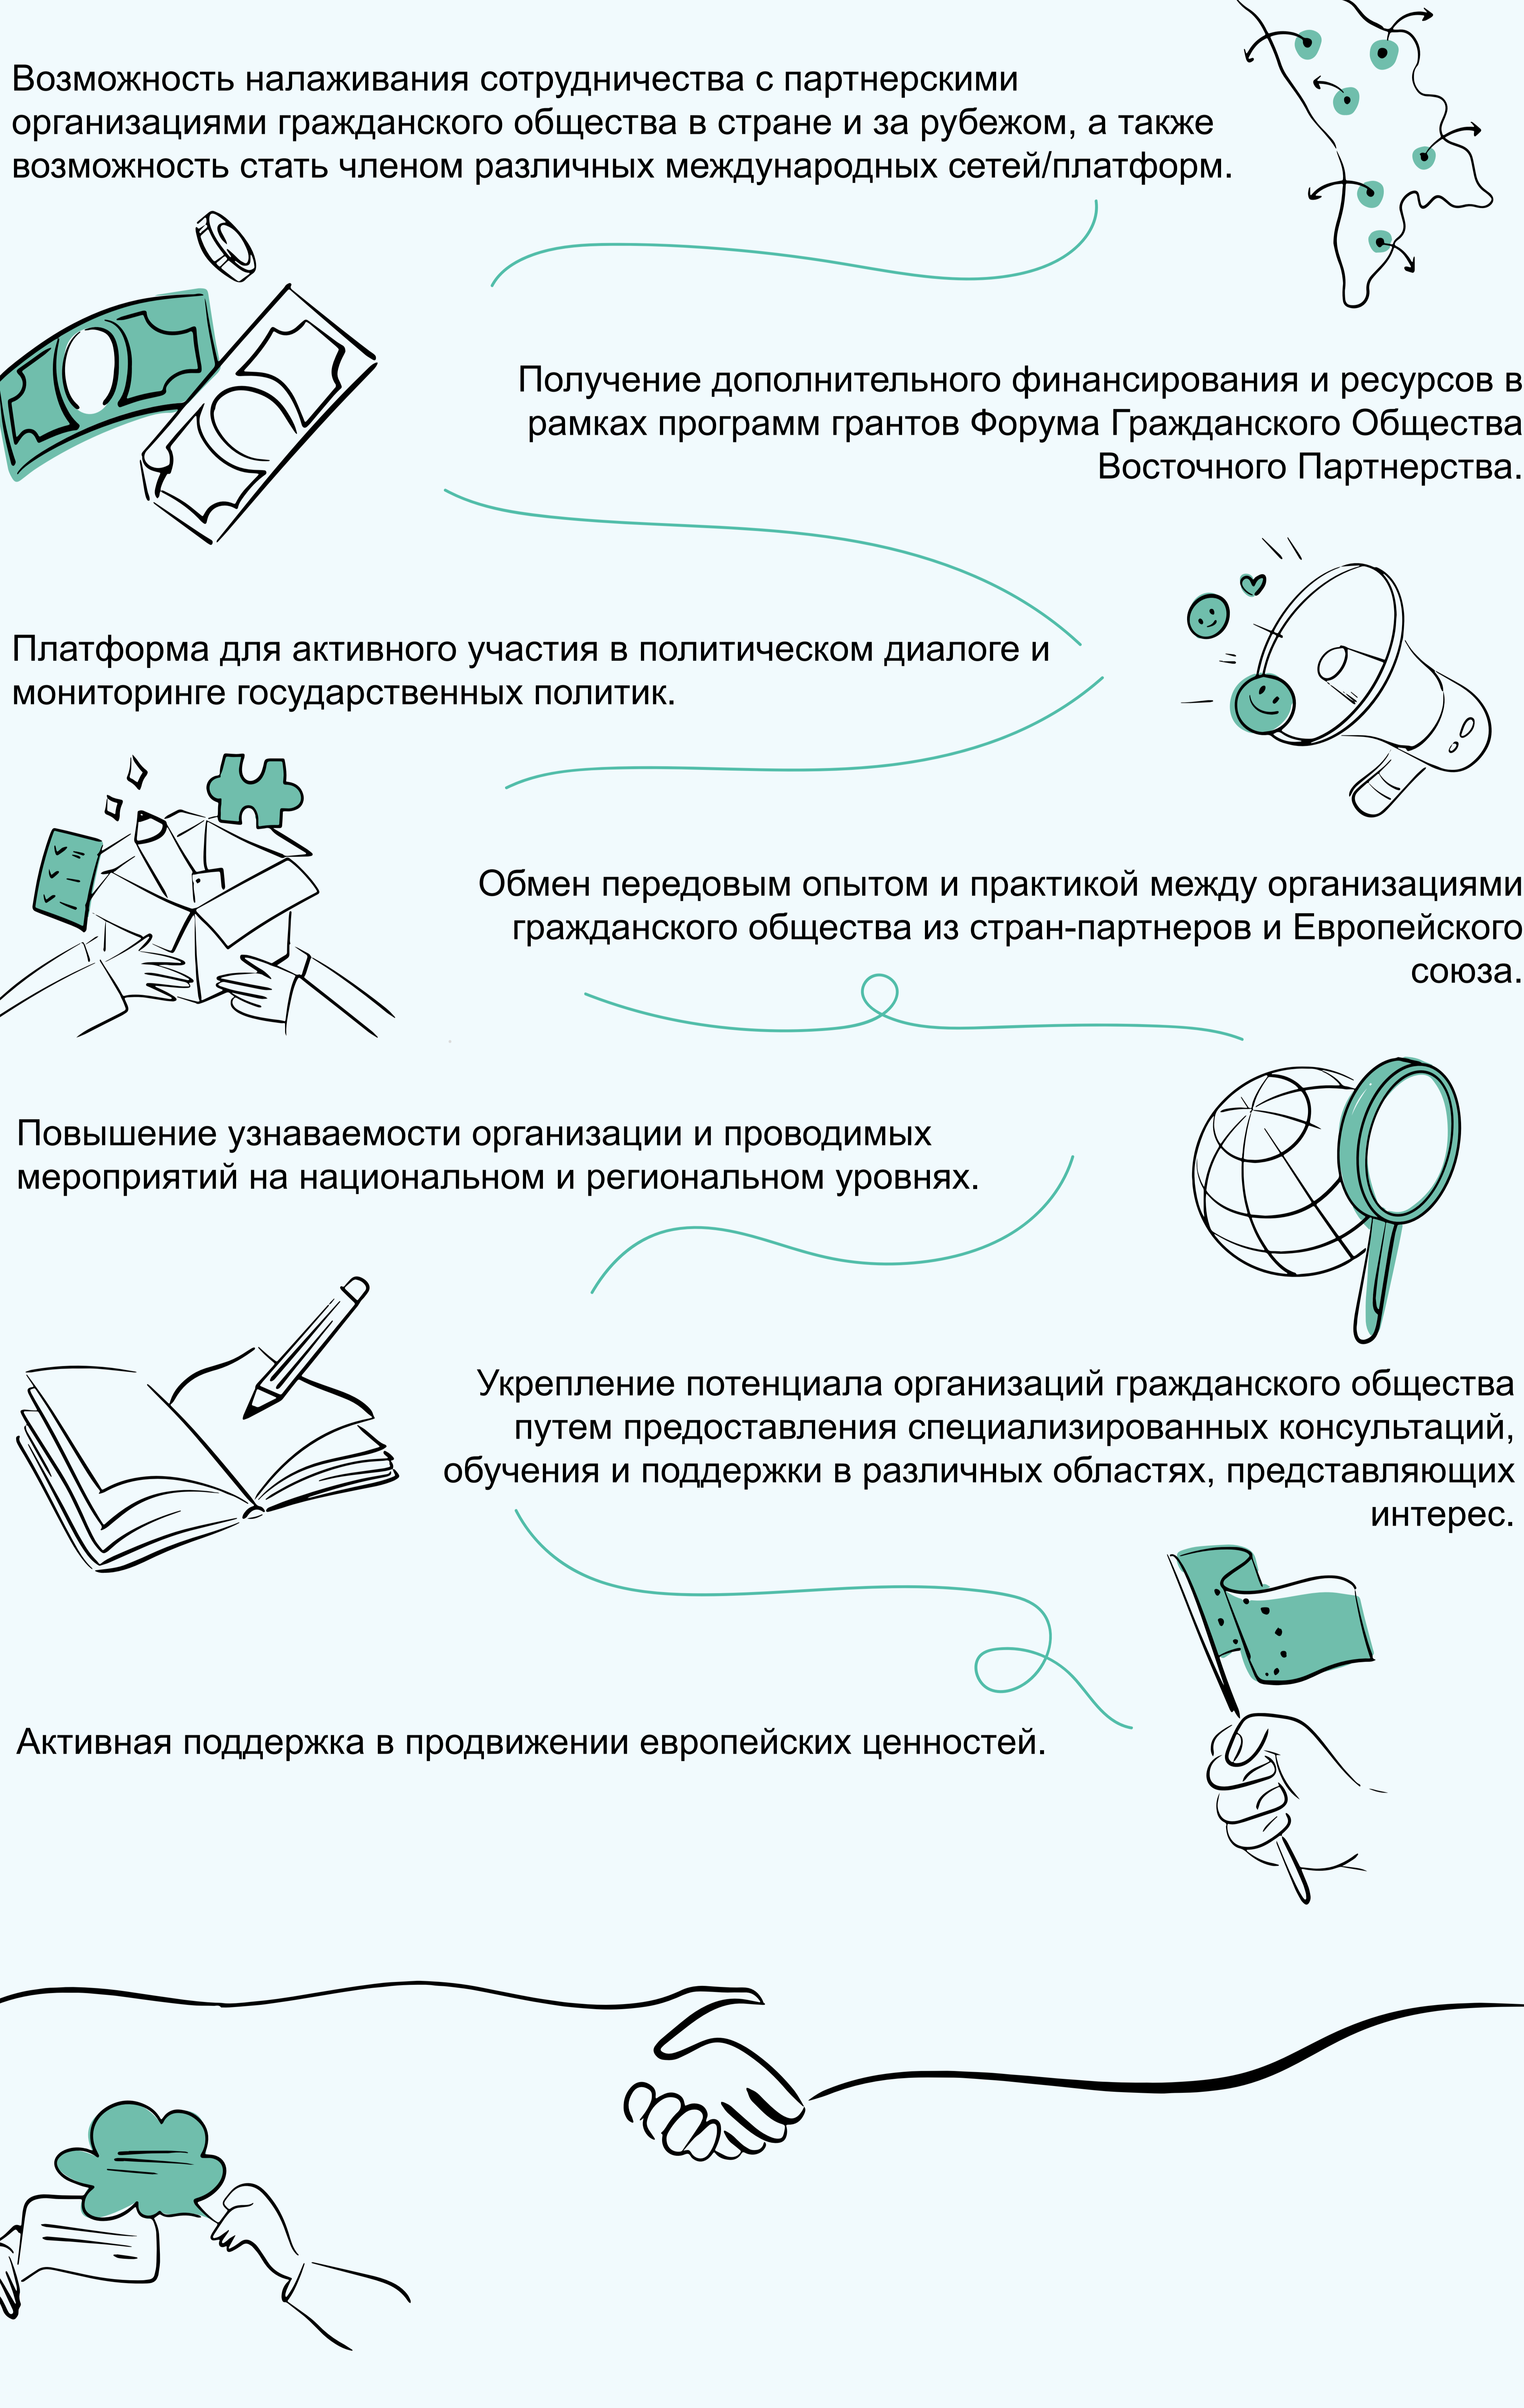 Возможность налаживания сотрудничества с партнерскими
организациями гражданского общества в стране и за рубежом, а также
возможность стать членом различных международных сетей/платформ.
Получение дополнительного финансирования и ресурсов в
рамках программ грантов Форума Гражданского Общества
Восточного Партнерства.
Платформа для активного участия в политическом диалоге и
мониторинге государственных политик.
Обмен передовым опытом и практикой между организациями
гражданского общества из стран-партнеров и Европейского
союза.
Повышение узнаваемости организации и проводимых
мероприятий на национальном и региональном уровнях.
Укрепление потенциала организаций гражданского общества
путем предоставления специализированных консультаций,
обучения и поддержки в различных областях, представляющих
интерес.
Активная поддержка в продвижении европейских ценностей.